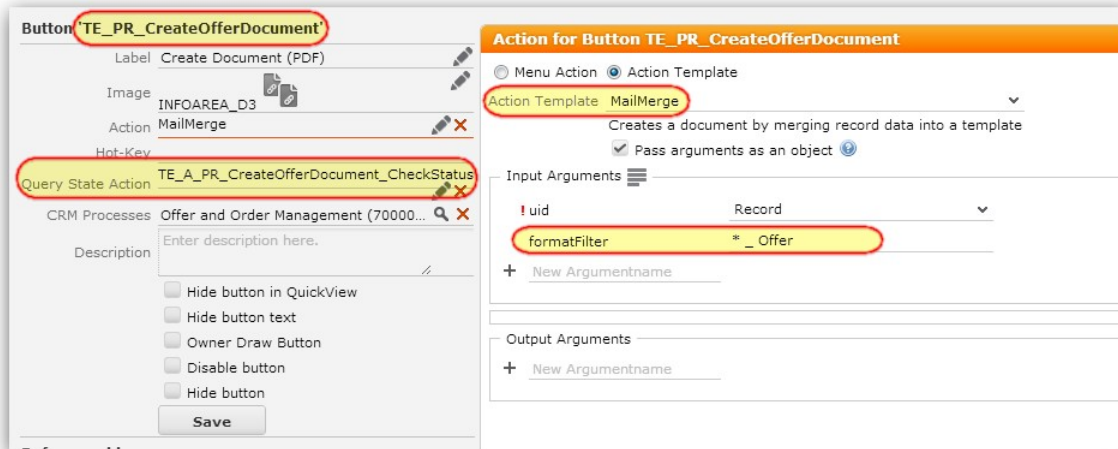 Button 'TE_PR_CreateOfferDocument'
Label Create Document (PDF)
Image INFOAREA_D3
Action MailMerge
Hot-Key
Query State Action TE_A_PR_CreateOfferDocument_CheckStatus
CRM Processes Offer and Order Management (70000...
Description Enter description here.
Hide button in QuickView
Hide button text
Owner Draw Button
Disable button
Hide button
Save
Action for Button TE_PR_CreateOfferDocument
Menu Action Action Template
Action Template MailMerge
Creates a document by merging record data into a template
Pass arguments as an object ?
Input Arguments
! uid Record
formatFilter * _ Offer
+ New Argumentname
Output Arguments
+ New Argumentname